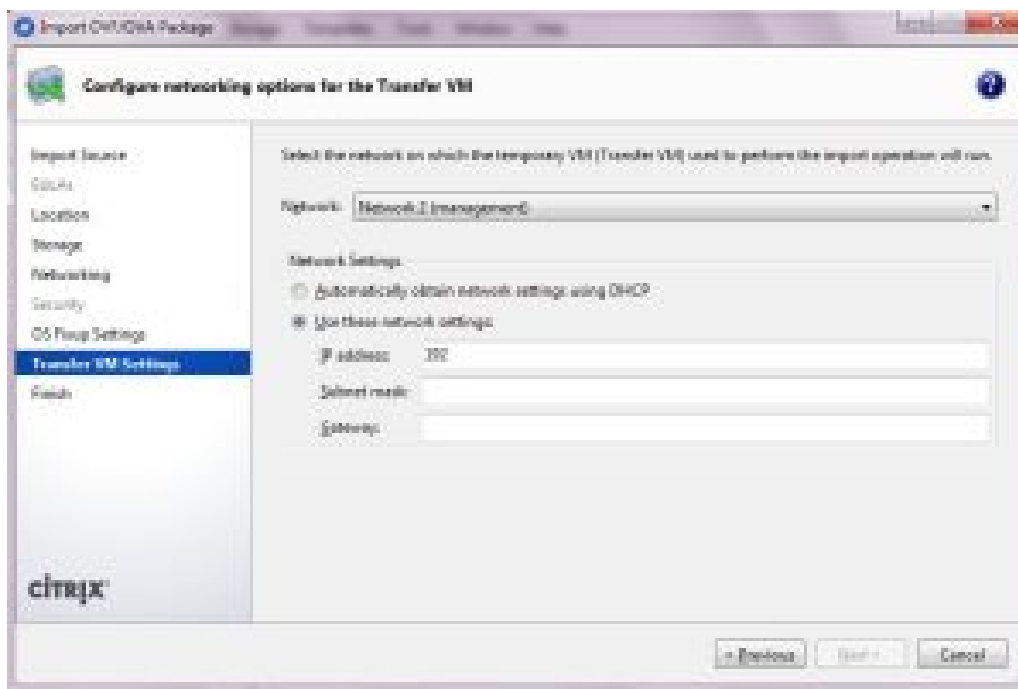 Import OVF/OVA Package
Tools
Window
Help
Configure networking options for the Transfer VM
Import Source
EULAs
Location
Storage
Networking
Security
OS Fixup Settings
Transfer VM Settings
Finish
Select the network on which the temporary VM (Transfer VM) used to perform the import operation will run.
Network: Network 2 (management)
Network Settings
Automatically obtain network settings using DHCP
Use these network settings:
IP address: 192
Subnet mask:
Gateway:
CITRIX
< Previous
Next >
Cancel